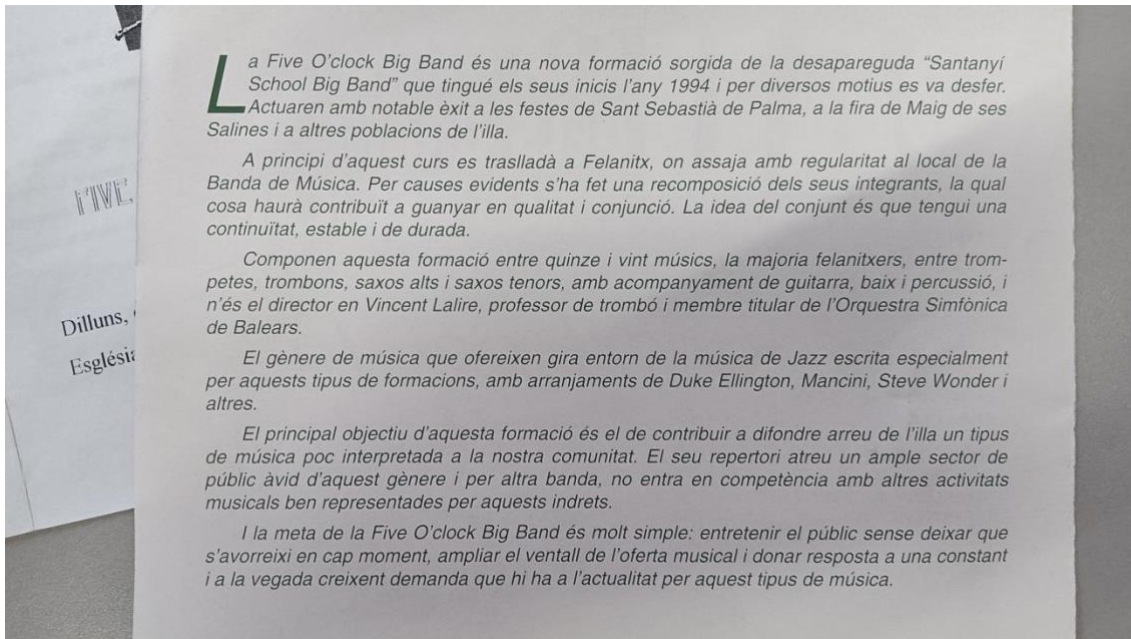 La Five O'clock Big Band és una nova formació sorgida de la desapareguda “Santanyí
School Big Band” que tingué els seus inicis l'any 1994 i per diversos motius es va desfer.
Actuaren amb notable èxit a les festes de Sant Sebastià de Palma, a la fira de Maig de ses
Salines i a altres poblacions de l'illa.
A principi d'aquest curs es traslladà a Felanitx, on assaja amb regularitat al local de la
Banda de Música. Per causes evidents s'ha fet una recomposició dels seus integrants, la qual
cosa haurà contribuït a guanyar en qualitat i conjunció. La idea del conjunt és que tengui una
continuïtat, estable i de durada.
Componen aquesta formació entre quinze i vint músics, la majoria felanitxers, entre trom-
petes, trombons, saxos alts i saxos tenors, amb acompanyament de guitarra, baix i percussió, i
n'és el director en Vincent Lalire, professor de trombó i membre titular de l'Orquestra Simfònica
de Balears.
El gènere de música que ofereixen gira entorn de la música de Jazz escrita especialment
per aquests tipus de formacions, amb arranjaments de Duke Ellington, Mancini, Steve Wonder i
altres.
El principal objectiu d'aquesta formació és el de contribuir a difondre arreu de l'illa un tipus
de música poc interpretada a la nostra comunitat. El seu repertori atreu un ample sector de
públic àvid d'aquest gènere i per altra banda, no entra en competència amb altres activitats
musicals ben representades per aquests indrets.
I la meta de la Five O'clock Big Band és molt simple: entretenir el públic sense deixar que
s'avorreixi en cap moment, ampliar el ventall de l'oferta musical i donar resposta a una constant
i a la vegada creixent demanda que hi ha a l'actualitat per aquest tipus de música.
FIVE
Dilluns,